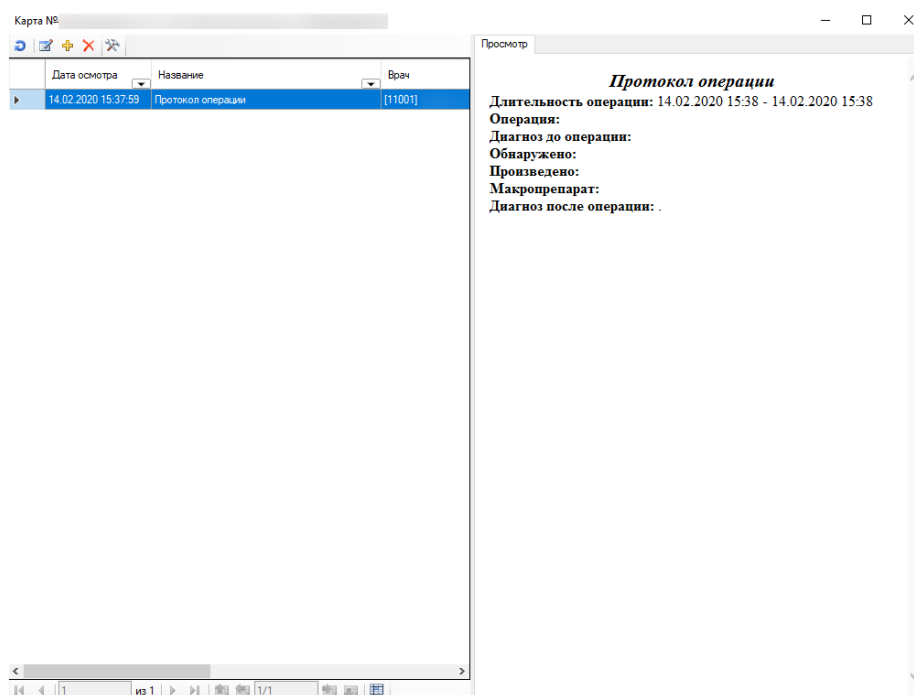 Карта №
Просмотр
Дата осмотра Название Врач
14.02.2020 15:37:59 Протокол операции [11001]
Протокол операции
Длительность операции: 14.02.2020 15:38 - 14.02.2020 15:38
Операция:
Диагноз до операции:
Обнаружено:
Произведено:
Макропрепарат:
Диагноз после операции: .
1 из 1 1/1